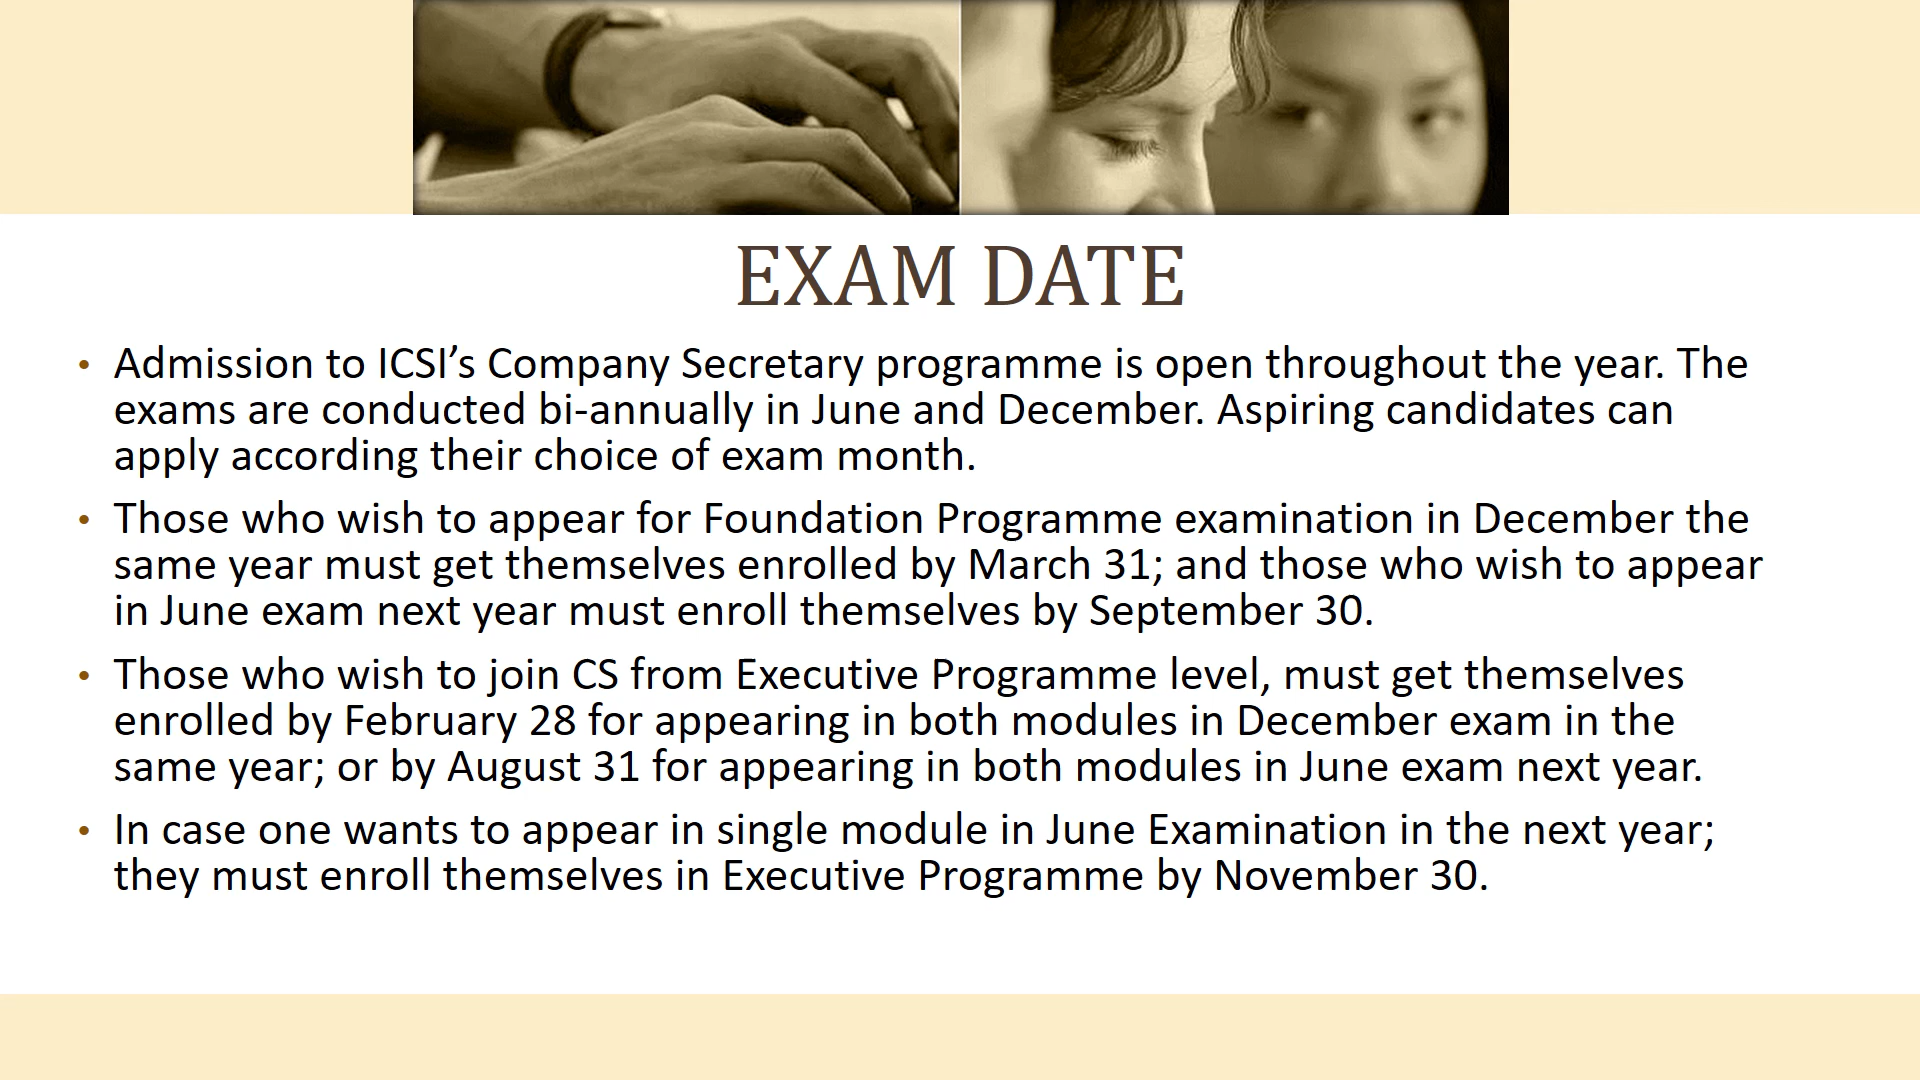 EXAM DATE
• Admission to ICSI’s Company Secretary programme is open throughout the year. The
exams are conducted bi-annually in June and December. Aspiring candidates can
apply according their choice of exam month.
• Those who wish to appear for Foundation Programme examination in December the
same year must get themselves enrolled by March 31; and those who wish to appear
in June exam next year must enroll themselves by September 30.
• Those who wish to join CS from Executive Programme level, must get themselves
enrolled by February 28 for appearing in both modules in December exam in the
same year; or by August 31 for appearing in both modules in June exam next year.
• In case one wants to appear in single module in June Examination in the next year;
they must enroll themselves in Executive Programme by November 30.